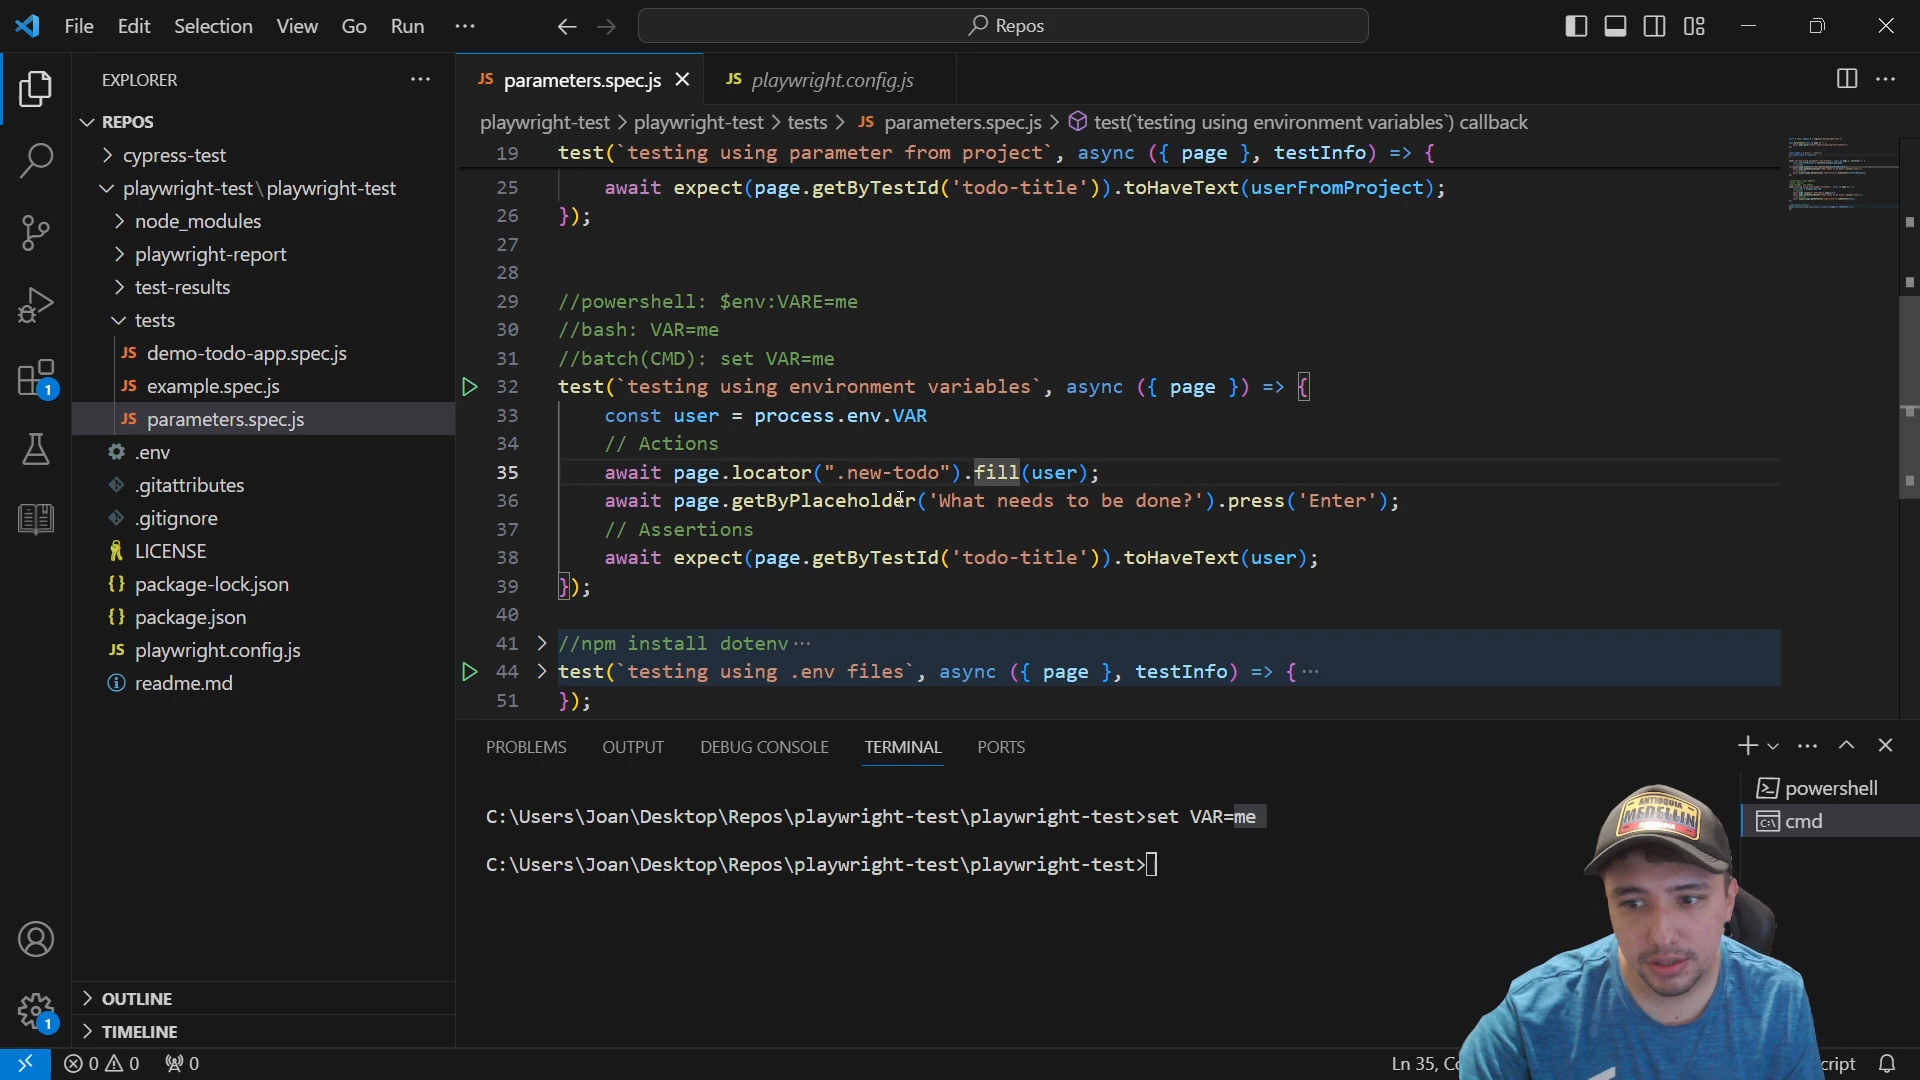 File Edit Selection View Go Run ··· Repos
EXPLORER ···
REPOS
cypress-test
playwright-test\playwright-test
node_modules
playwright-report
test-results
tests
JS demo-todo-app.spec.js
JS example.spec.js
JS parameters.spec.js
.env
.gitattributes
.gitignore
LICENSE
{} package-lock.json
{} package.json
JS playwright.config.js
readme.md
OUTLINE
TIMELINE
1
1
JS parameters.spec.js JS playwright.config.js
playwright-test > playwright-test > tests > JS parameters.spec.js > test(`testing using environment variables`) callback
19 test(`testing using parameter from project`, async ({ page }, testInfo) => {
25 await expect(page.getByTestId('todo-title')).toHaveText(userFromProject);
26 });
27
28
29 //powershell: $env:VARE=me
30 //bash: VAR=me
31 //batch(CMD): set VAR=me
32 test(`testing using environment variables`, async ({ page }) => {
33 const user = process.env.VAR
34 // Actions
35 await page.locator(".new-todo").fill(user);
36 await page.getByPlaceholder('What needs to be done?').press('Enter');
37 // Assertions
38 await expect(page.getByTestId('todo-title')).toHaveText(user);
39 });
40
41 //npm install dotenv···
44 test(`testing using .env files`, async ({ page }, testInfo) => {···
51 });
PROBLEMS OUTPUT DEBUG CONSOLE TERMINAL PORTS
powershell
cmd
C:\Users\Joan\Desktop\Repos\playwright-test\playwright-test>set VAR=me
C:\Users\Joan\Desktop\Repos\playwright-test\playwright-test>
ANTIOQUIA
MEDELLIN
0 0 0 Ln 35, C cript